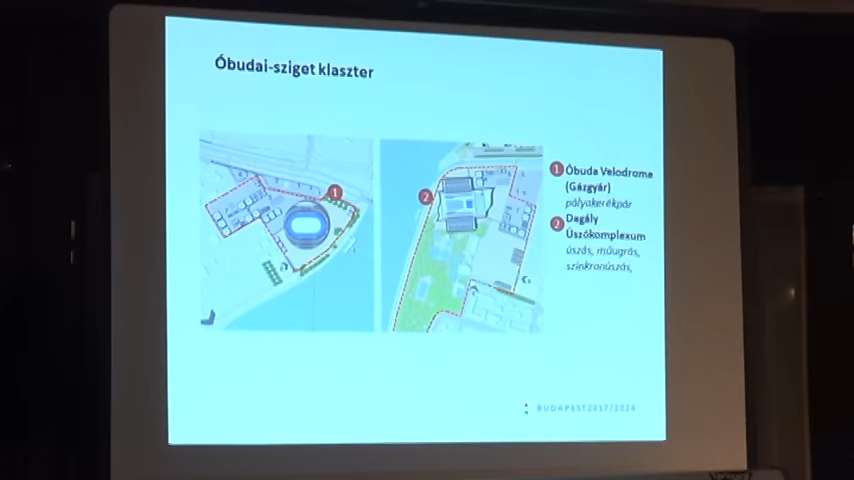 Óbudai-sziget klaszter
1
2
1 Óbuda Velodrome
(Gázgyár)
pályakerékpár
2 Dagály
Úszókomplexum
úszás, műugrás,
szinkronúszás,
BUDAPEST2017/2024